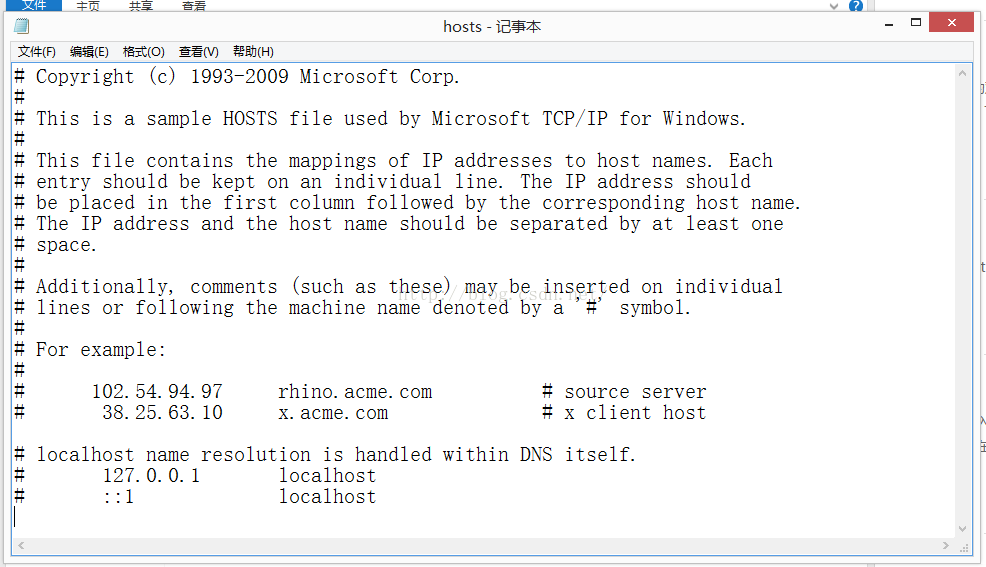 文件 主页 共享 查看
hosts - 记事本
文件(F) 编辑(E) 格式(O) 查看(V) 帮助(H)
# Copyright (c) 1993-2009 Microsoft Corp.
#
# This is a sample HOSTS file used by Microsoft TCP/IP for Windows.
#
# This file contains the mappings of IP addresses to host names. Each
# entry should be kept on an individual line. The IP address should
# be placed in the first column followed by the corresponding host name.
# The IP address and the host name should be separated by at least one
# space.
#
# Additionally, comments (such as these) may be inserted on individual
# lines or following the machine name denoted by a '#' symbol.
http://blog.csdn.net/
#
# For example:
#
# 102.54.94.97 rhino.acme.com # source server
# 38.25.63.10 x.acme.com # x client host
# localhost name resolution is handled within DNS itself.
# 127.0.0.1 localhost
# ::1 localhost